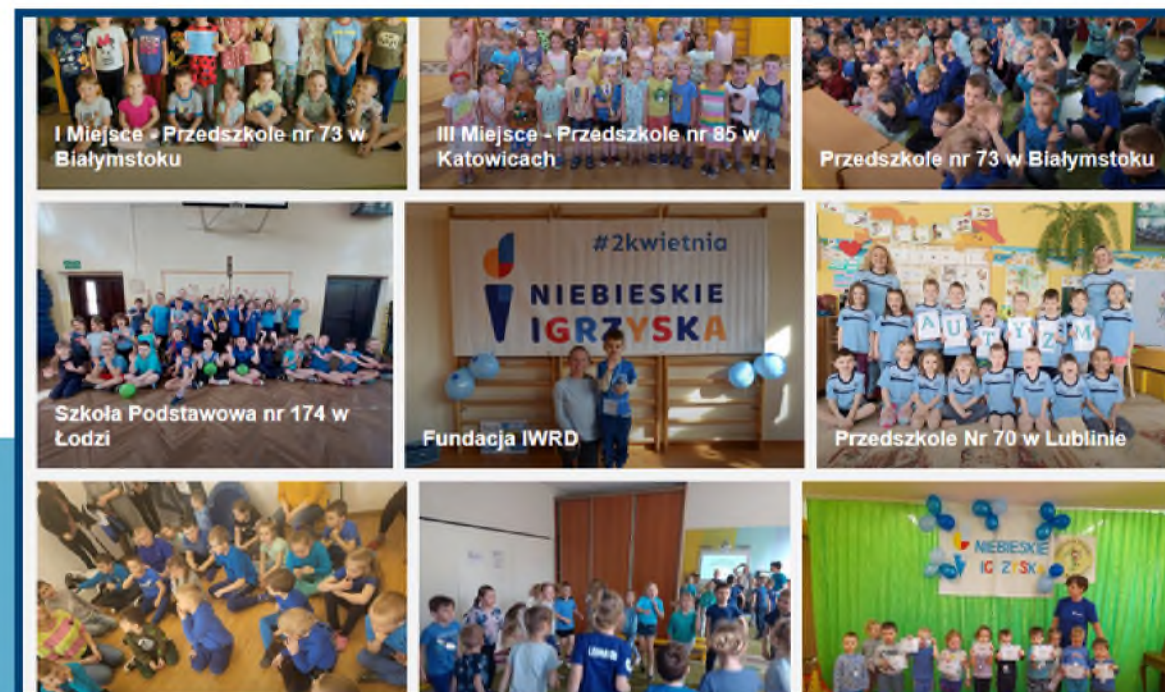 I Miejsce - Przedszkole nr 73 w
Białymstoku
III Miejsce - Przedszkole nr 85 w
Katowicach
Przedszkole nr 73 w Białymstoku
#2kwietnia
NIEBIESKIE
IGRZYSKA
AUTYZM
Szkoła Podstawowa nr 174 w
Łodzi
Fundacja IWRD
Przedszkole Nr 70 w Lublinie
NIEBIESKIE
IGRZYSKA